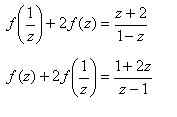 f(1/z) + 2f(z) = (z+2)/(1-z)
f(z) + 2f(1/z) = (1+2z)/(z-1)